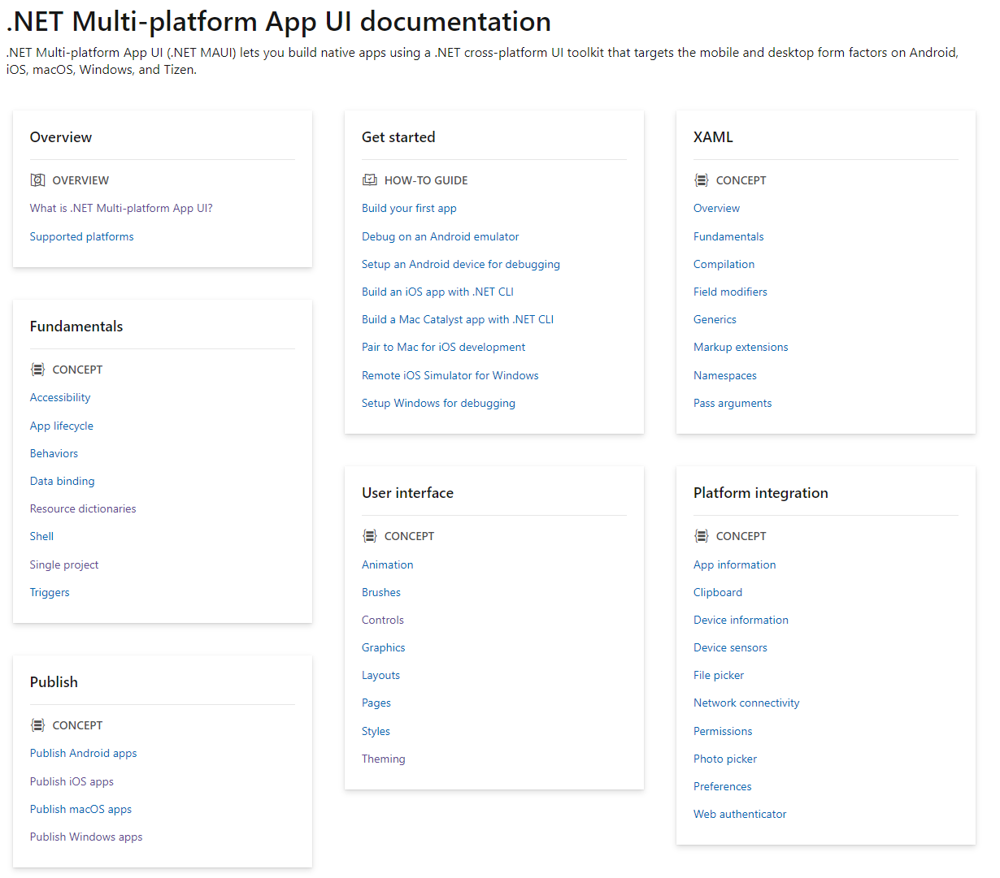 .NET Multi-platform App UI documentation
.NET Multi-platform App UI (.NET MAUI) lets you build native apps using a .NET cross-platform UI toolkit that targets the mobile and desktop form factors on Android,
iOS, macOS, Windows, and Tizen.
Overview
OVERVIEW
What is .NET Multi-platform App UI?
Supported platforms
Fundamentals
CONCEPT
Accessibility
App lifecycle
Behaviors
Data binding
Resource dictionaries
Shell
Single project
Triggers
Publish
CONCEPT
Publish Android apps
Publish iOS apps
Publish macOS apps
Publish Windows apps
Get started
HOW-TO GUIDE
Build your first app
Debug on an Android emulator
Setup an Android device for debugging
Build an iOS app with .NET CLI
Build a Mac Catalyst app with .NET CLI
Pair to Mac for iOS development
Remote iOS Simulator for Windows
Setup Windows for debugging
User interface
CONCEPT
Animation
Brushes
Controls
Graphics
Layouts
Pages
Styles
Theming
XAML
CONCEPT
Overview
Fundamentals
Compilation
Field modifiers
Generics
Markup extensions
Namespaces
Pass arguments
Platform integration
CONCEPT
App information
Clipboard
Device information
Device sensors
File picker
Network connectivity
Permissions
Photo picker
Preferences
Web authenticator